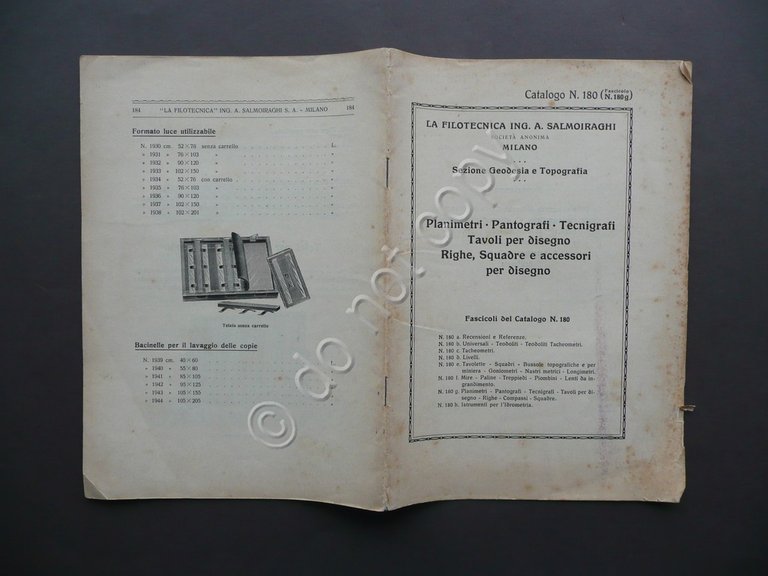 184 "LA FILOTECNICA" ING. A. SALMOIRAGHI S. A. - MILANO 184
Formato luce utilizzabile
N. 1930 cm. 52×76 senza carrello L.
» 1931 » 76×103 » »
» 1932 » 90×120 » »
» 1933 » 102×150 » »
» 1934 » 52×76 con carrello »
» 1935 » 76×103 » »
» 1936 » 90×120 » »
» 1937 » 102×150 » »
» 1938 » 102×201 » »
Telaio senza carrello
Bacinelle per il lavaggio delle copie
N. 1939 cm. 45×60
» 1940 » 55×80
» 1941 » 85×105
» 1942 » 95×125
» 1943 » 105×155
» 1944 » 105×205
Catalogo N. 180 (Fascicolo N. 180 g)
LA FILOTECNICA ING. A. SALMOIRAGHI
SOCIETÀ ANONIMA
MILANO
Sezione Geodesia e Topografia
Planimetri · Pantografi · Tecnigrafi
Tavoli per disegno
Righe, Squadre e accessori
per disegno
Fascicoli del Catalogo N. 180
N. 180 a. Recensioni e Referenze.
N. 180 b. Universali - Teodoliti - Teodoliti Tacheometri.
N. 180 c. Tacheometri.
N. 180 d. Livelli.
N. 180 e. Tavolette - Squadri - Bussole topografiche e per
miniera - Goniometri - Nastri metrici - Longimetri.
N. 180 f. Mire - Paline - Treppiedi - Piombini - Lenti da in-
grandimento.
N. 180 g. Planimetri - Pantografi - Tecnigrafi - Tavoli per di-
segno - Righe - Compassi - Squadre.
N. 180 h. Istrumenti per l'Idrometria.
© do not copy ©